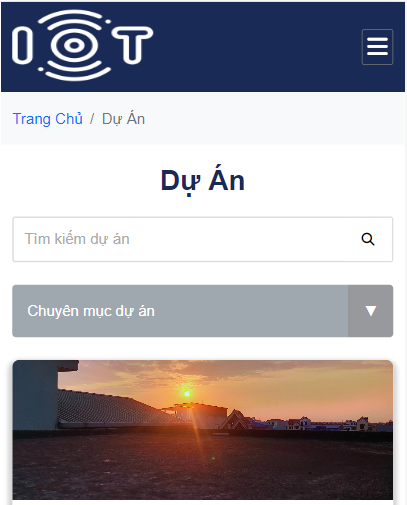 IOT
Trang Chủ / Dự Án
Dự Án
Tìm kiếm dự án
Chuyên mục dự án